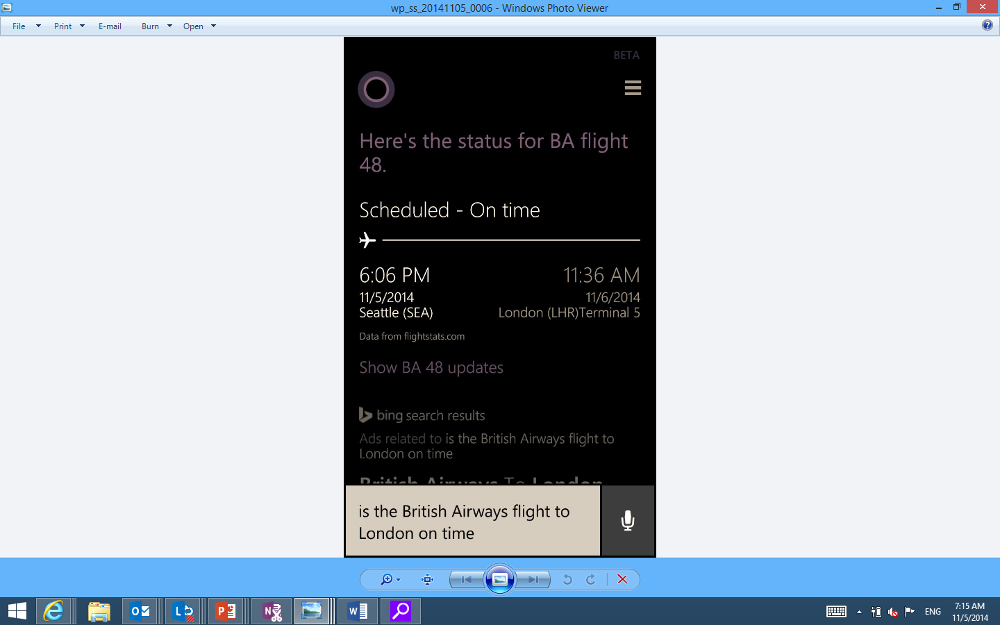 wp_ss_20141105_0006 - Windows Photo Viewer
File Print E-mail Burn Open
BETA
Here's the status for BA flight
48.
Scheduled - On time
6:06 PM 11:36 AM
11/5/2014 11/6/2014
Seattle (SEA) London (LHR)Terminal 5
Data from flightstats.com
Show BA 48 updates
bing search results
Ads related to is the British Airways flight to
London on time
British Airways To London
is the British Airways flight to
London on time
ENG 7:15 AM
11/5/2014